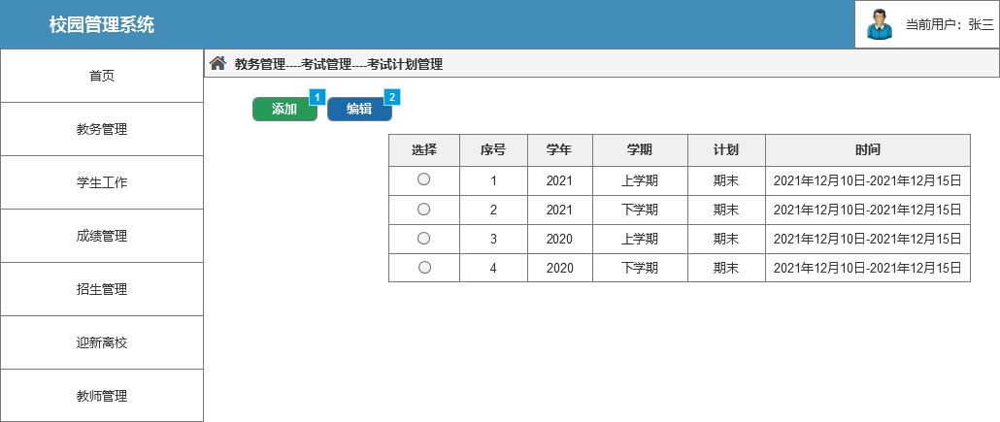 校园管理系统
当前用户：张三
首页
教务管理
学生工作
成绩管理
招生管理
迎新离校
教师管理
教务管理----考试管理----考试计划管理
添加 1 编辑 2
选择 序号 学年 学期 计划 时间
1 2021 上学期 期末 2021年12月10日-2021年12月15日
2 2021 下学期 期末 2021年12月10日-2021年12月15日
3 2020 上学期 期末 2021年12月10日-2021年12月15日
4 2020 下学期 期末 2021年12月10日-2021年12月15日